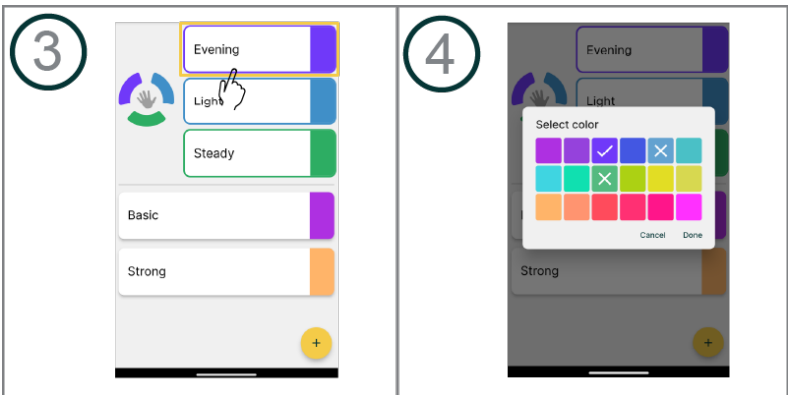 3
Evening
Light
Steady
Basic
Strong
+
4
Evening
Light
Select color
Cancel Done
Strong
+